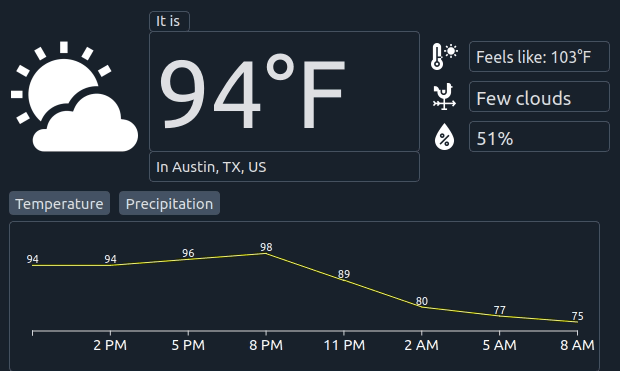 It is
94°F
In Austin, TX, US
Feels like: 103°F
Few clouds
51%
Temperature
Precipitation
94 94 96 98 89 80 77 75
2 PM 5 PM 8 PM 11 PM 2 AM 5 AM 8 AM